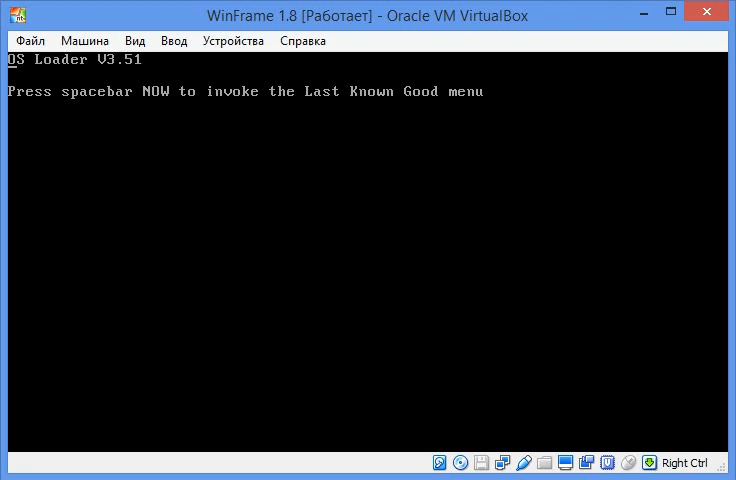 WinFrame 1.8 [Работает] - Oracle VM VirtualBox
Файл Машина Вид Ввод Устройства Справка
OS Loader V3.51
Press spacebar NOW to invoke the Last Known Good menu
Right Ctrl